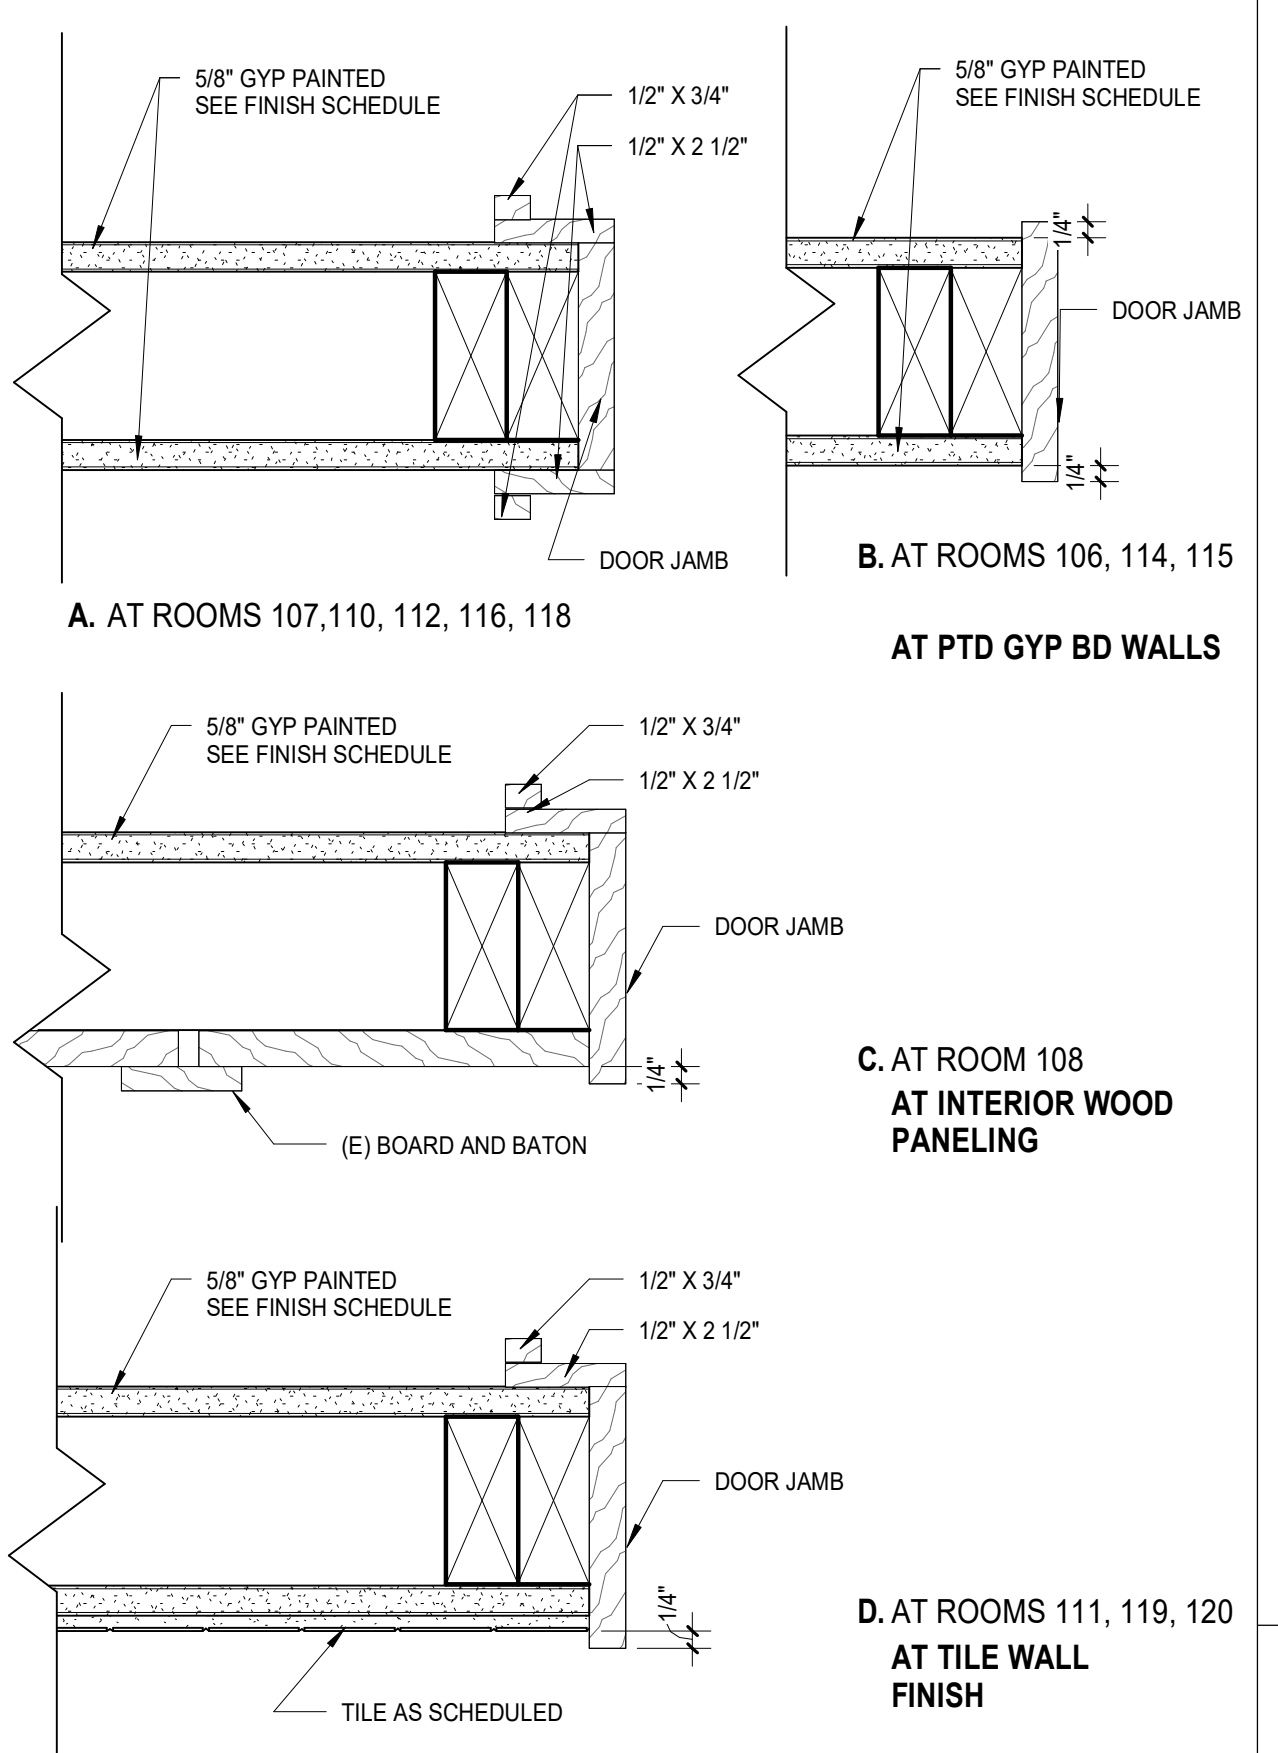 5/8" GYP PAINTED
SEE FINISH SCHEDULE
1/2" X 3/4"
1/2" X 2 1/2"
DOOR JAMB
A. AT ROOMS 107,110, 112, 116, 118
5/8" GYP PAINTED
SEE FINISH SCHEDULE
1/4"
DOOR JAMB
1/4"
B. AT ROOMS 106, 114, 115
AT PTD GYP BD WALLS
5/8" GYP PAINTED
SEE FINISH SCHEDULE
1/2" X 3/4"
1/2" X 2 1/2"
DOOR JAMB
1/4"
(E) BOARD AND BATON
C. AT ROOM 108
AT INTERIOR WOOD
PANELING
5/8" GYP PAINTED
SEE FINISH SCHEDULE
1/2" X 3/4"
1/2" X 2 1/2"
DOOR JAMB
1/4"
TILE AS SCHEDULED
D. AT ROOMS 111, 119, 120
AT TILE WALL
FINISH